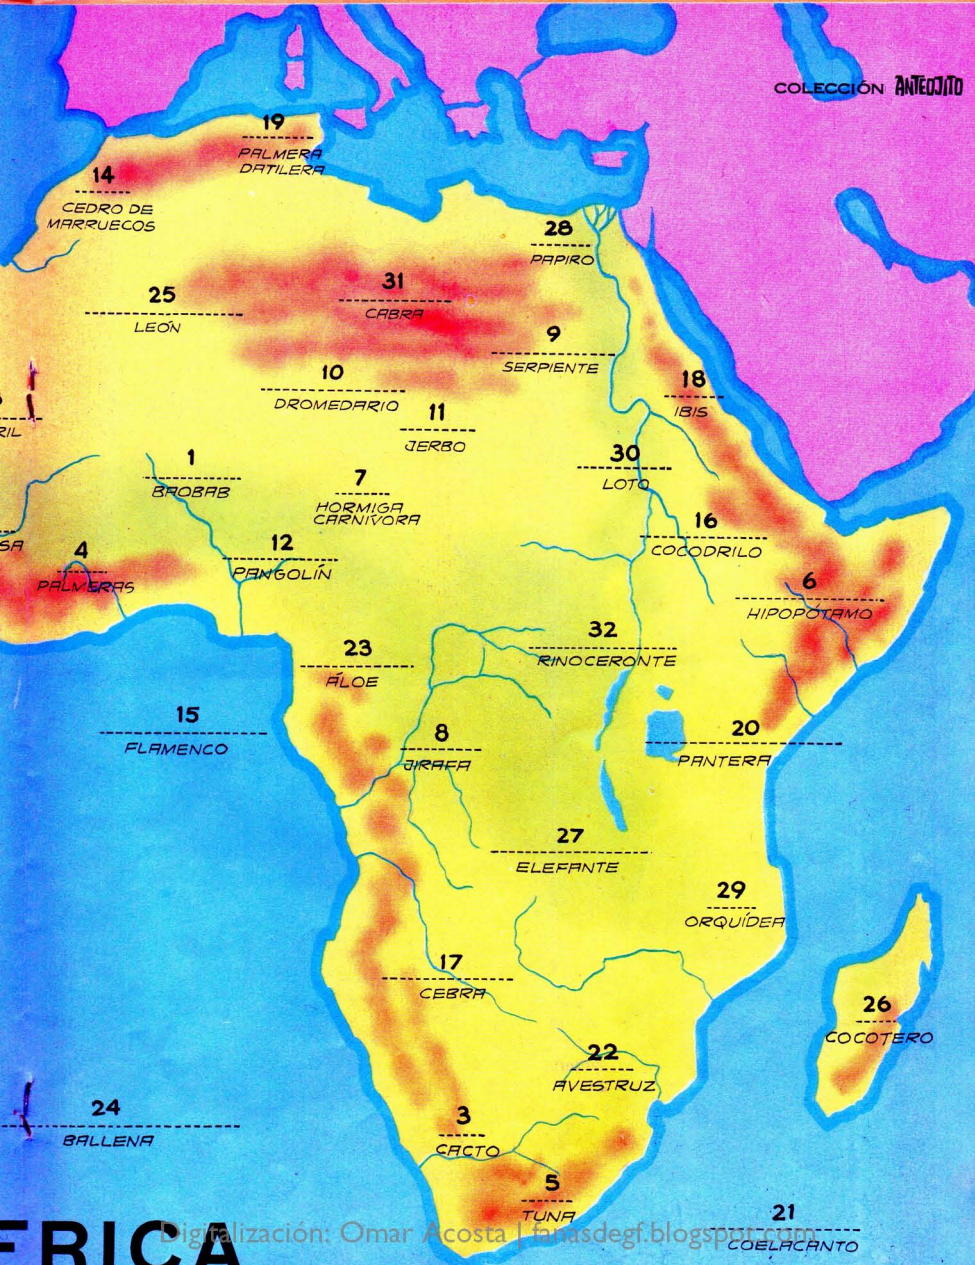 COLECCIÓN ANTEOJITO
19
PALMERA
DATILERA
14
CEDRO DE
MARRUECOS
28
PAPIRO
31
CABRA
25
LEÓN
9
SERPIENTE
10
DROMEDARIO
18
IBIS
11
JERBO
RIL
30
LOTO
1
BAOBAB
7
HORMIGA
CARNÍVORA
16
COCODRILO
SA
12
PANGOLÍN
4
PALMERAS
6
HIPOPÓTAMO
32
RINOCERONTE
23
ÁLOE
15
FLAMENCO
8
JIRAFA
20
PANTERA
27
ELEFANTE
29
ORQUÍDEA
17
CEBRA
26
COCOTERO
22
AVESTRUZ
24
BALLENA
3
CACTO
5
TUNA
21
COELACANTO
FRICA
Digitalización: Omar Acosta | fanasdegf.blogspot.com